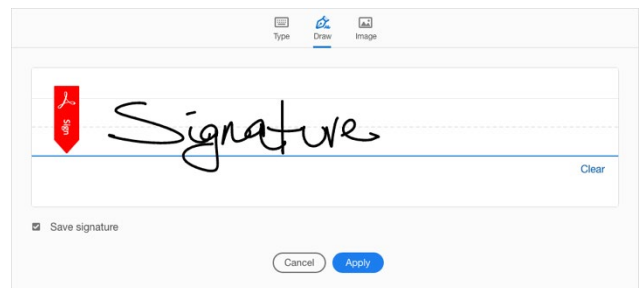 Type Draw Image
Sign
Signature
Clear
Save signature
Cancel Apply